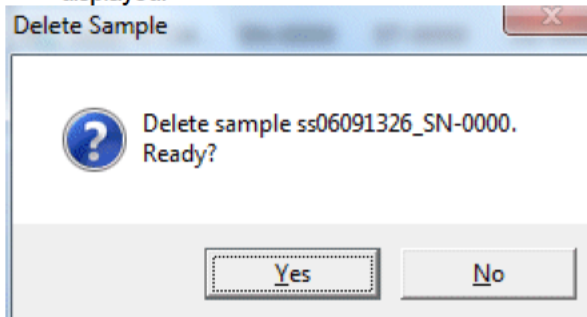 Delete Sample
Delete sample ss06091326_SN-0000.
Ready?
Yes
No